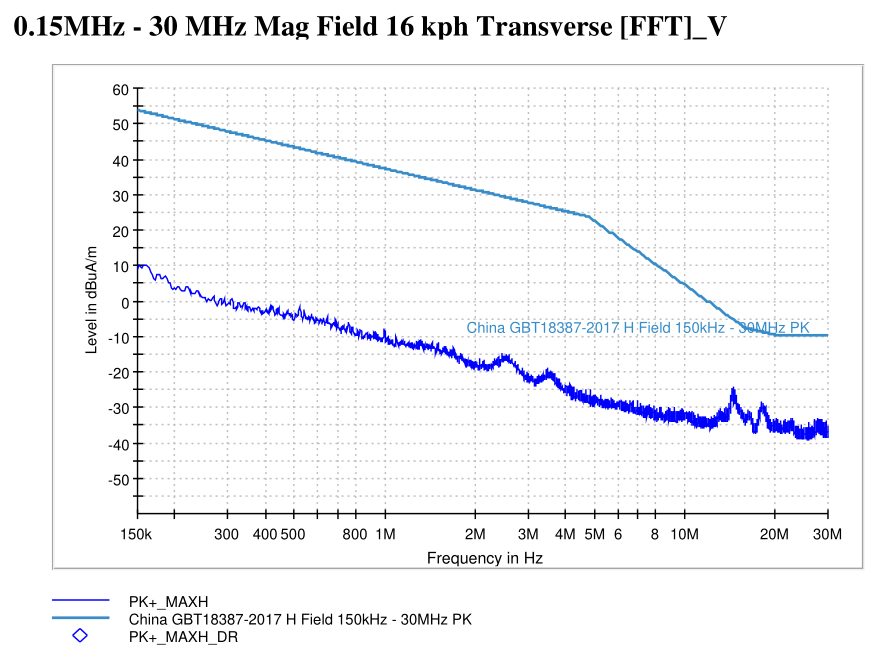 0.15MHz - 30 MHz Mag Field 16 kph Transverse [FFT]_V
60
50
40
30
20
10
0
-10
-20
-30
-40
-50
Level in dBuA/m
China GBT18387-2017 H Field 150kHz - 30MHz PK
150k 300 400 500 800 1M 2M 3M 4M 5M 6 8 10M 20M 30M
Frequency in Hz
PK+_MAXH
China GBT18387-2017 H Field 150kHz - 30MHz PK
PK+_MAXH_DR